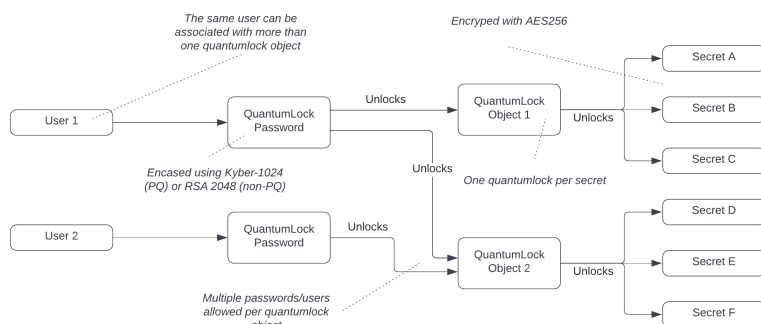 The same user can be
associated with more than
one quantumlock object
Encryped with AES256
Secret A
User 1
QuantumLock
Password
Unlocks
QuantumLock
Object 1
Unlocks
Secret B
Encased using Kyber-1024
(PQ) or RSA 2048 (non-PQ)
Unlocks
One quantumlock per secret
Secret C
User 2
QuantumLock
Password
Unlocks
QuantumLock
Object 2
Unlocks
Secret D
Secret E
Multiple passwords/users
allowed per quantumlock
object
Secret F